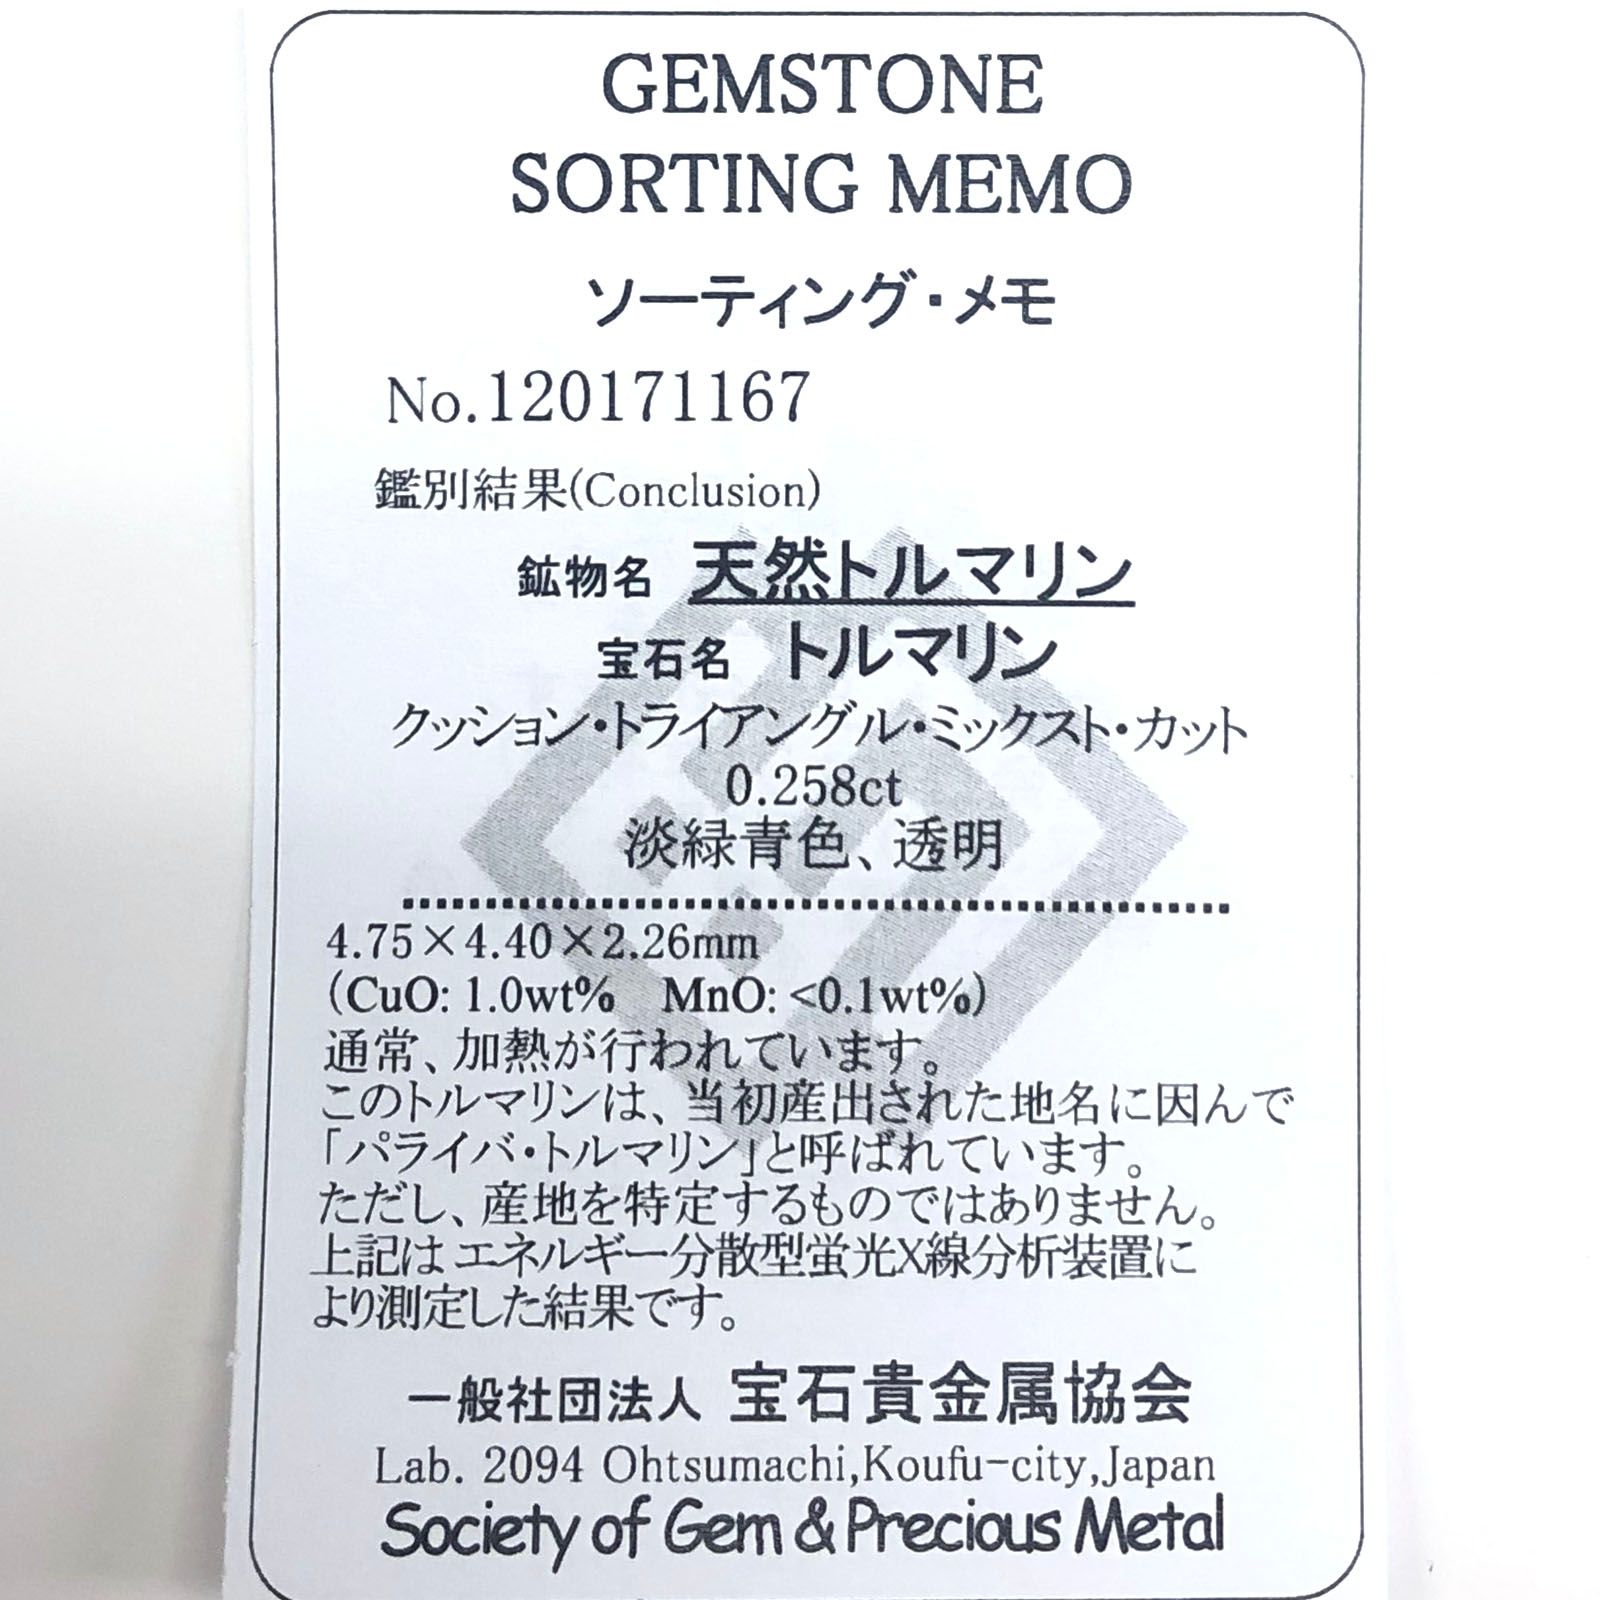 GEMSTONE
SORTING MEMO
ソーティング・メモ
No.120171167
鑑別結果(Conclusion)
鉱物名 天然トルマリン
宝石名 トルマリン
クッション・トライアングル・ミックスト・カット
0.258ct
淡緑青色、透明
4.75×4.40×2.26mm
(CuO: 1.0wt% MnO: <0.1wt%)
通常、加熱が行われています。
このトルマリンは、当初産出された地名に因んで
「パライバ・トルマリン」と呼ばれています。
ただし、産地を特定するものではありません。
上記はエネルギー分散型蛍光X線分析装置に
より測定した結果です。
一般社団法人 宝石貴金属協会
Lab. 2094 Ohtsumachi,Koufu-city,Japan
Society of Gem & Precious Metal